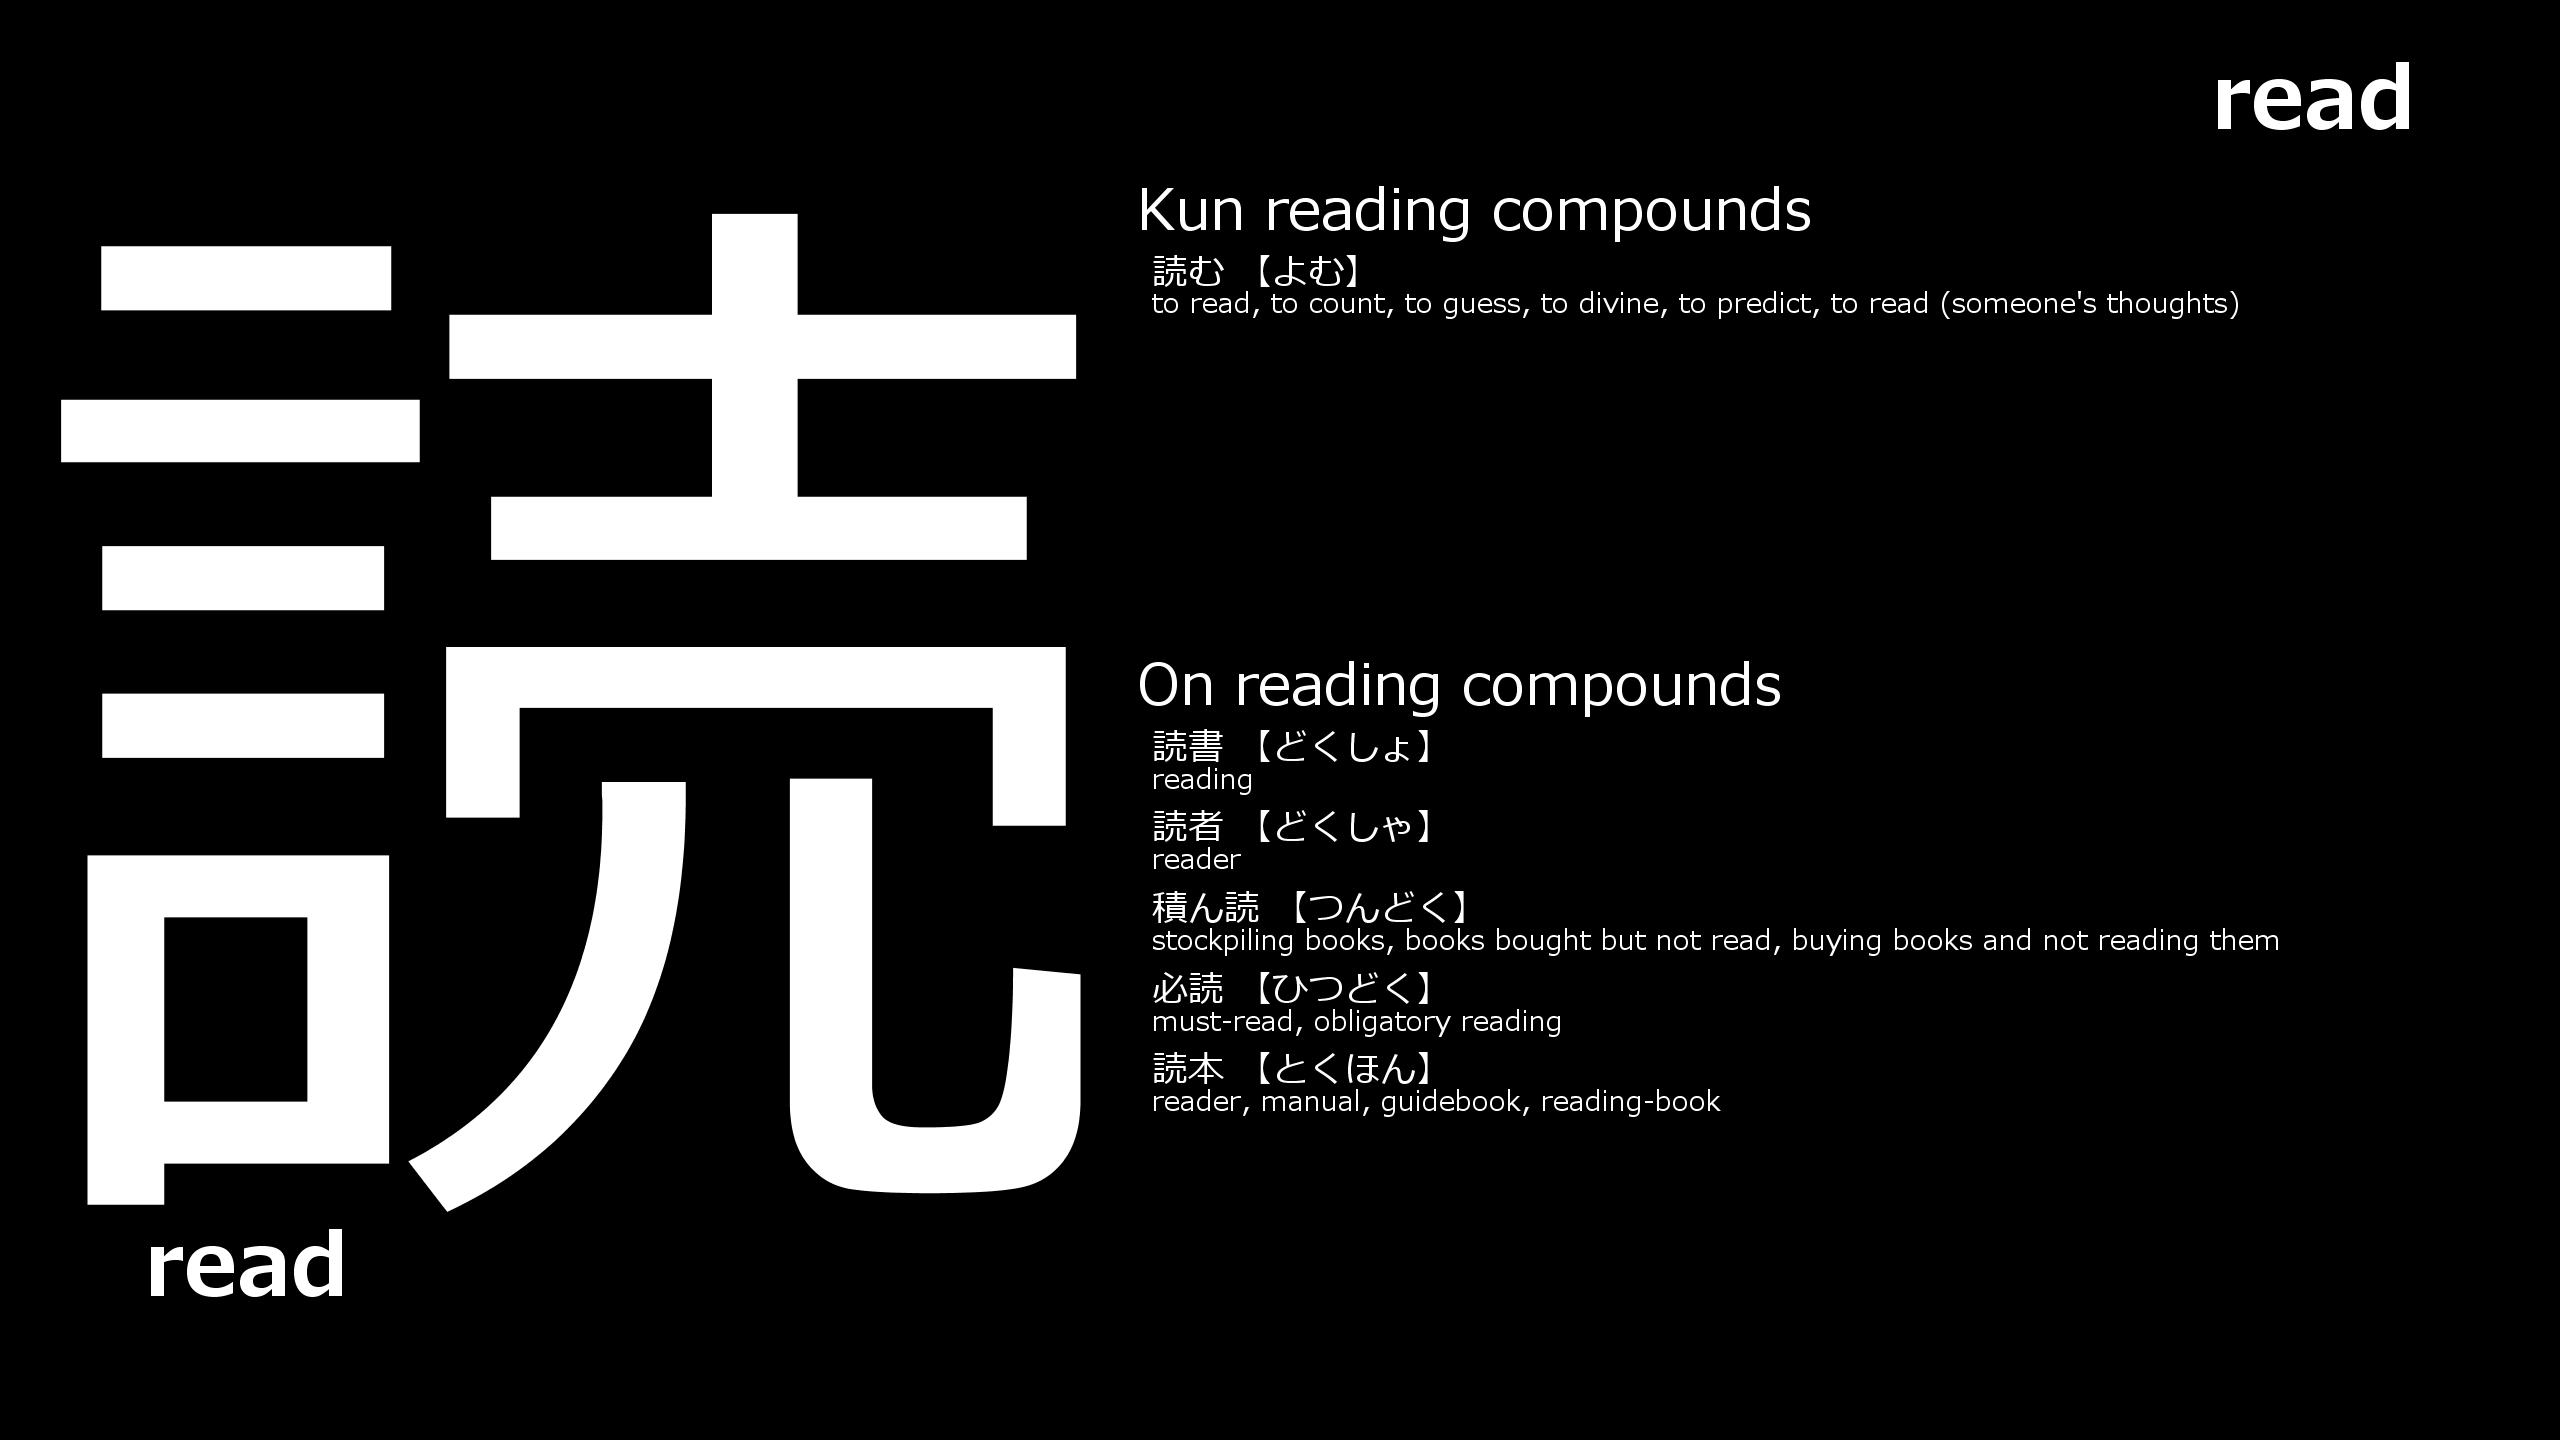 read
読
read
Kun reading compounds
読む 【よむ】
to read, to count, to guess, to divine, to predict, to read (someone's thoughts)
On reading compounds
読書 【どくしょ】
reading
読者 【どくしゃ】
reader
積ん読 【つんどく】
stockpiling books, books bought but not read, buying books and not reading them
必読 【ひつどく】
must-read, obligatory reading
読本 【とくほん】
reader, manual, guidebook, reading-book